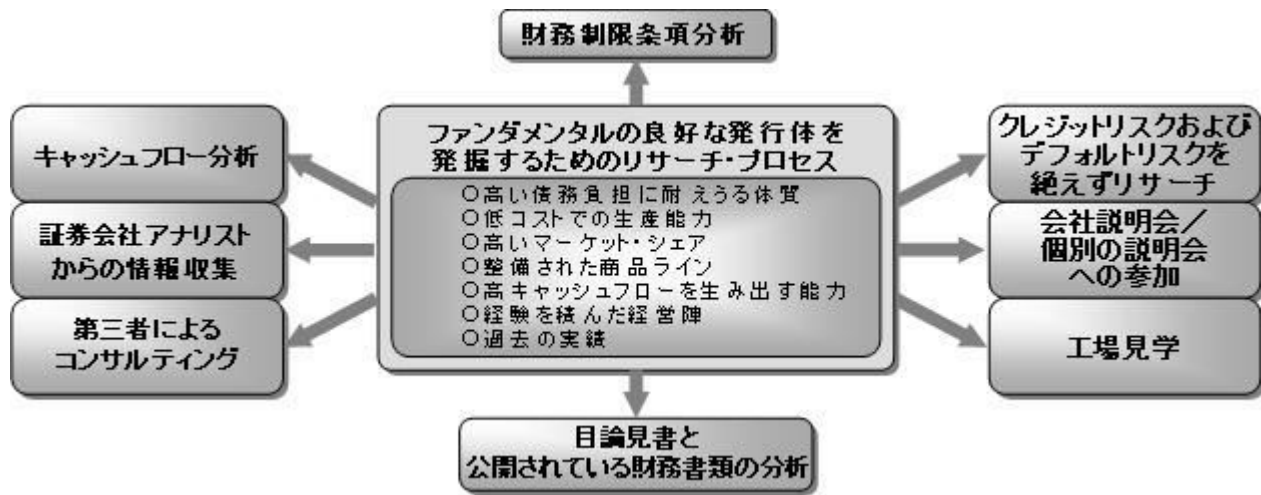 財務制限条項分析
キャッシュフロー分析
証券会社アナリスト
からの情報収集
第三者による
コンサルティング
ファンダメンタルの良好な発行体を
発掘するためのリサーチ・プロセス
○高い債務負担に耐えうる体質
○低コストでの生産能力
○高いマーケット・シェア
○整備された商品ライン
○高キャッシュフローを生み出す能力
○経験を積んだ経営陣
○過去の実績
クレジットリスクおよび
デフォルトリスクを
絶えずリサーチ
会社説明会/
個別の説明会
への参加
工場見学
目論見書と
公開されている財務書類の分析